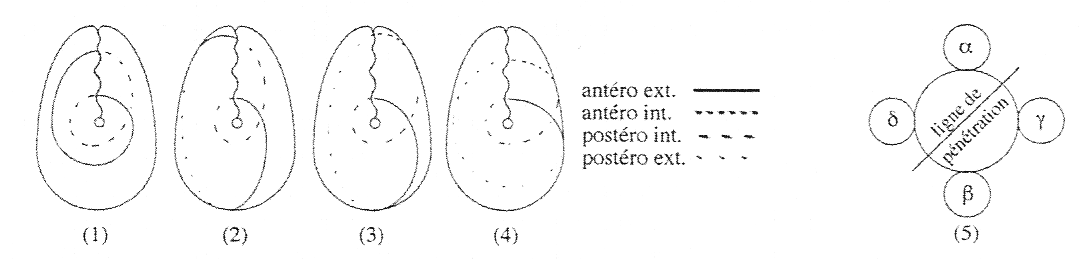 antéro ext.
antéro int.
postéro int.
postéro ext.
(1)
(2)
(3)
(4)
α
δ
ligne de
pénétration
γ
β
(5)